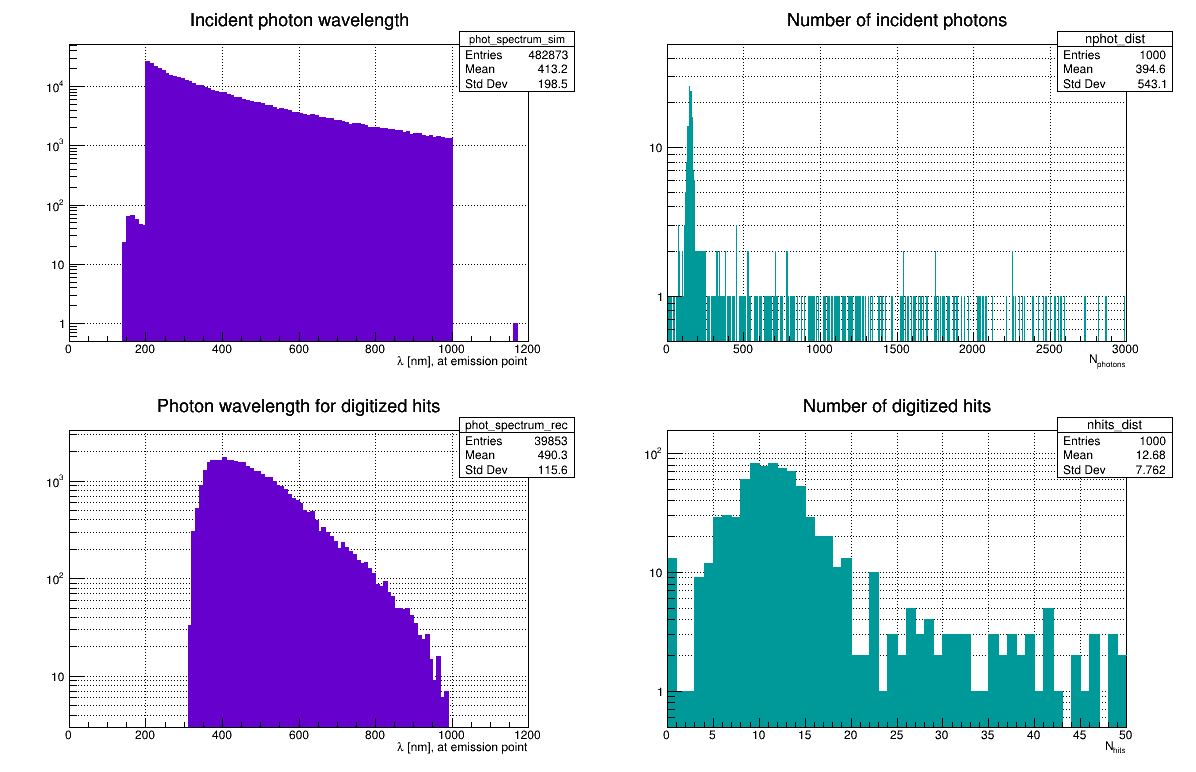 Incident photon wavelength
phot_spectrum_sim
Entries 482873
Mean 413.2
Std Dev 198.5
10^4
10^3
10^2
10
1
0 200 400 600 800 1000 1200
λ [nm], at emission point
Number of incident photons
nphot_dist
Entries 1000
Mean 394.6
Std Dev 543.1
10
1
0 500 1000 1500 2000 2500 3000
N_photons
Photon wavelength for digitized hits
phot_spectrum_rec
Entries 39853
Mean 490.3
Std Dev 115.6
10^3
10^2
10
0 200 400 600 800 1000 1200
λ [nm], at emission point
Number of digitized hits
nhits_dist
Entries 1000
Mean 12.68
Std Dev 7.762
10^2
10
1
0 5 10 15 20 25 30 35 40 45 50
N_hits